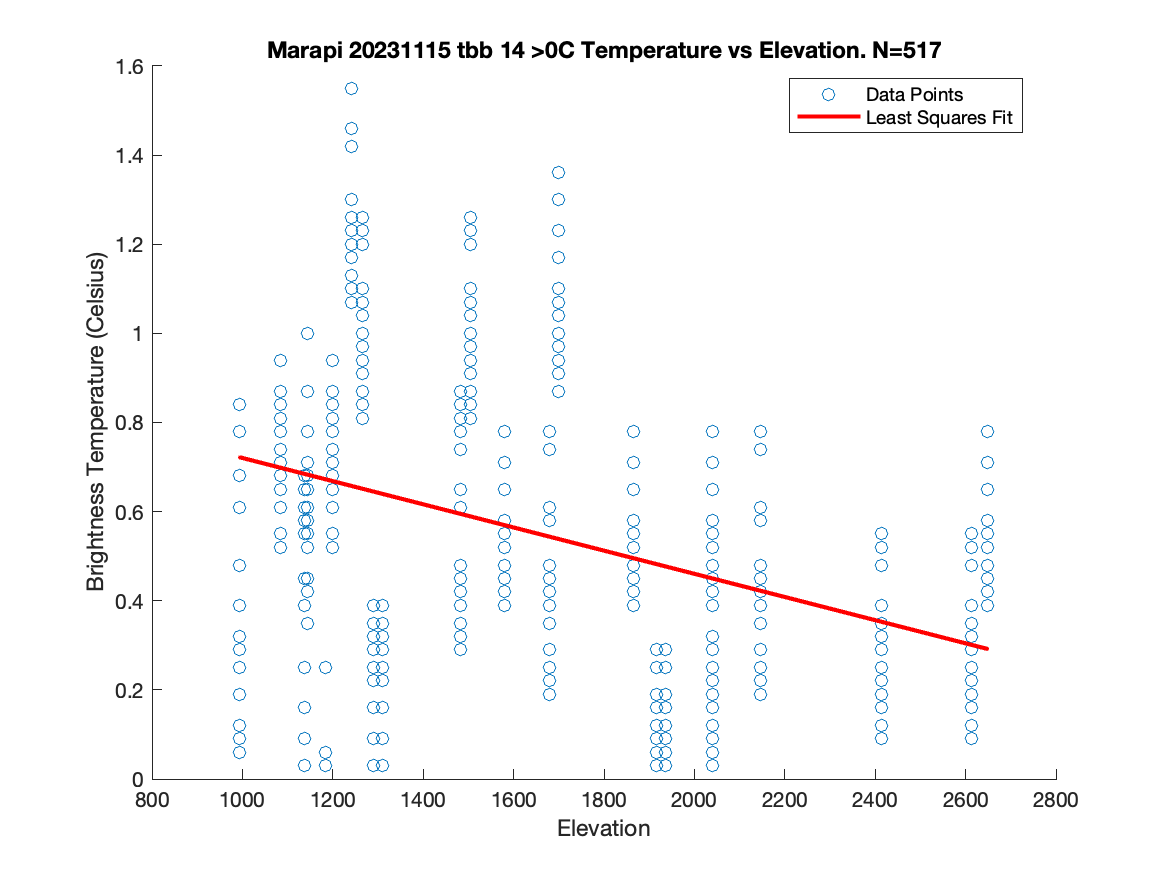 Marapi 20231115 tbb 14 >0C Temperature vs Elevation. N=517
Data Points
Least Squares Fit
Brightness Temperature (Celsius)
1.6
1.4
1.2
1
0.8
0.6
0.4
0.2
0
800 1000 1200 1400 1600 1800 2000 2200 2400 2600 2800
Elevation